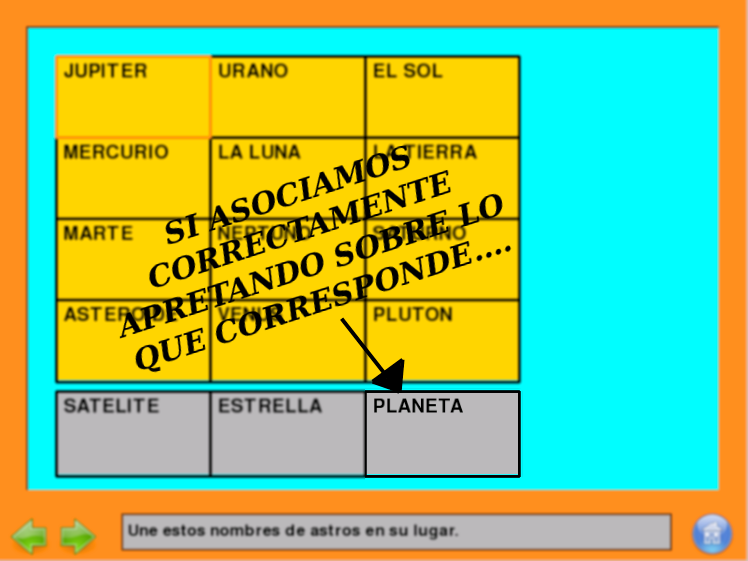 JUPITER URANO EL SOL
MERCURIO LA LUNA LA TIERRA
MARTE NEPTUNO SATURNO
ASTEROIDE VENUS PLUTON
SI ASOCIAMOS
CORRECTAMENTE
APRETANDO SOBRE LO
QUE CORRESPONDE....
SATELITE ESTRELLA PLANETA
Une estos nombres de astros en su lugar.